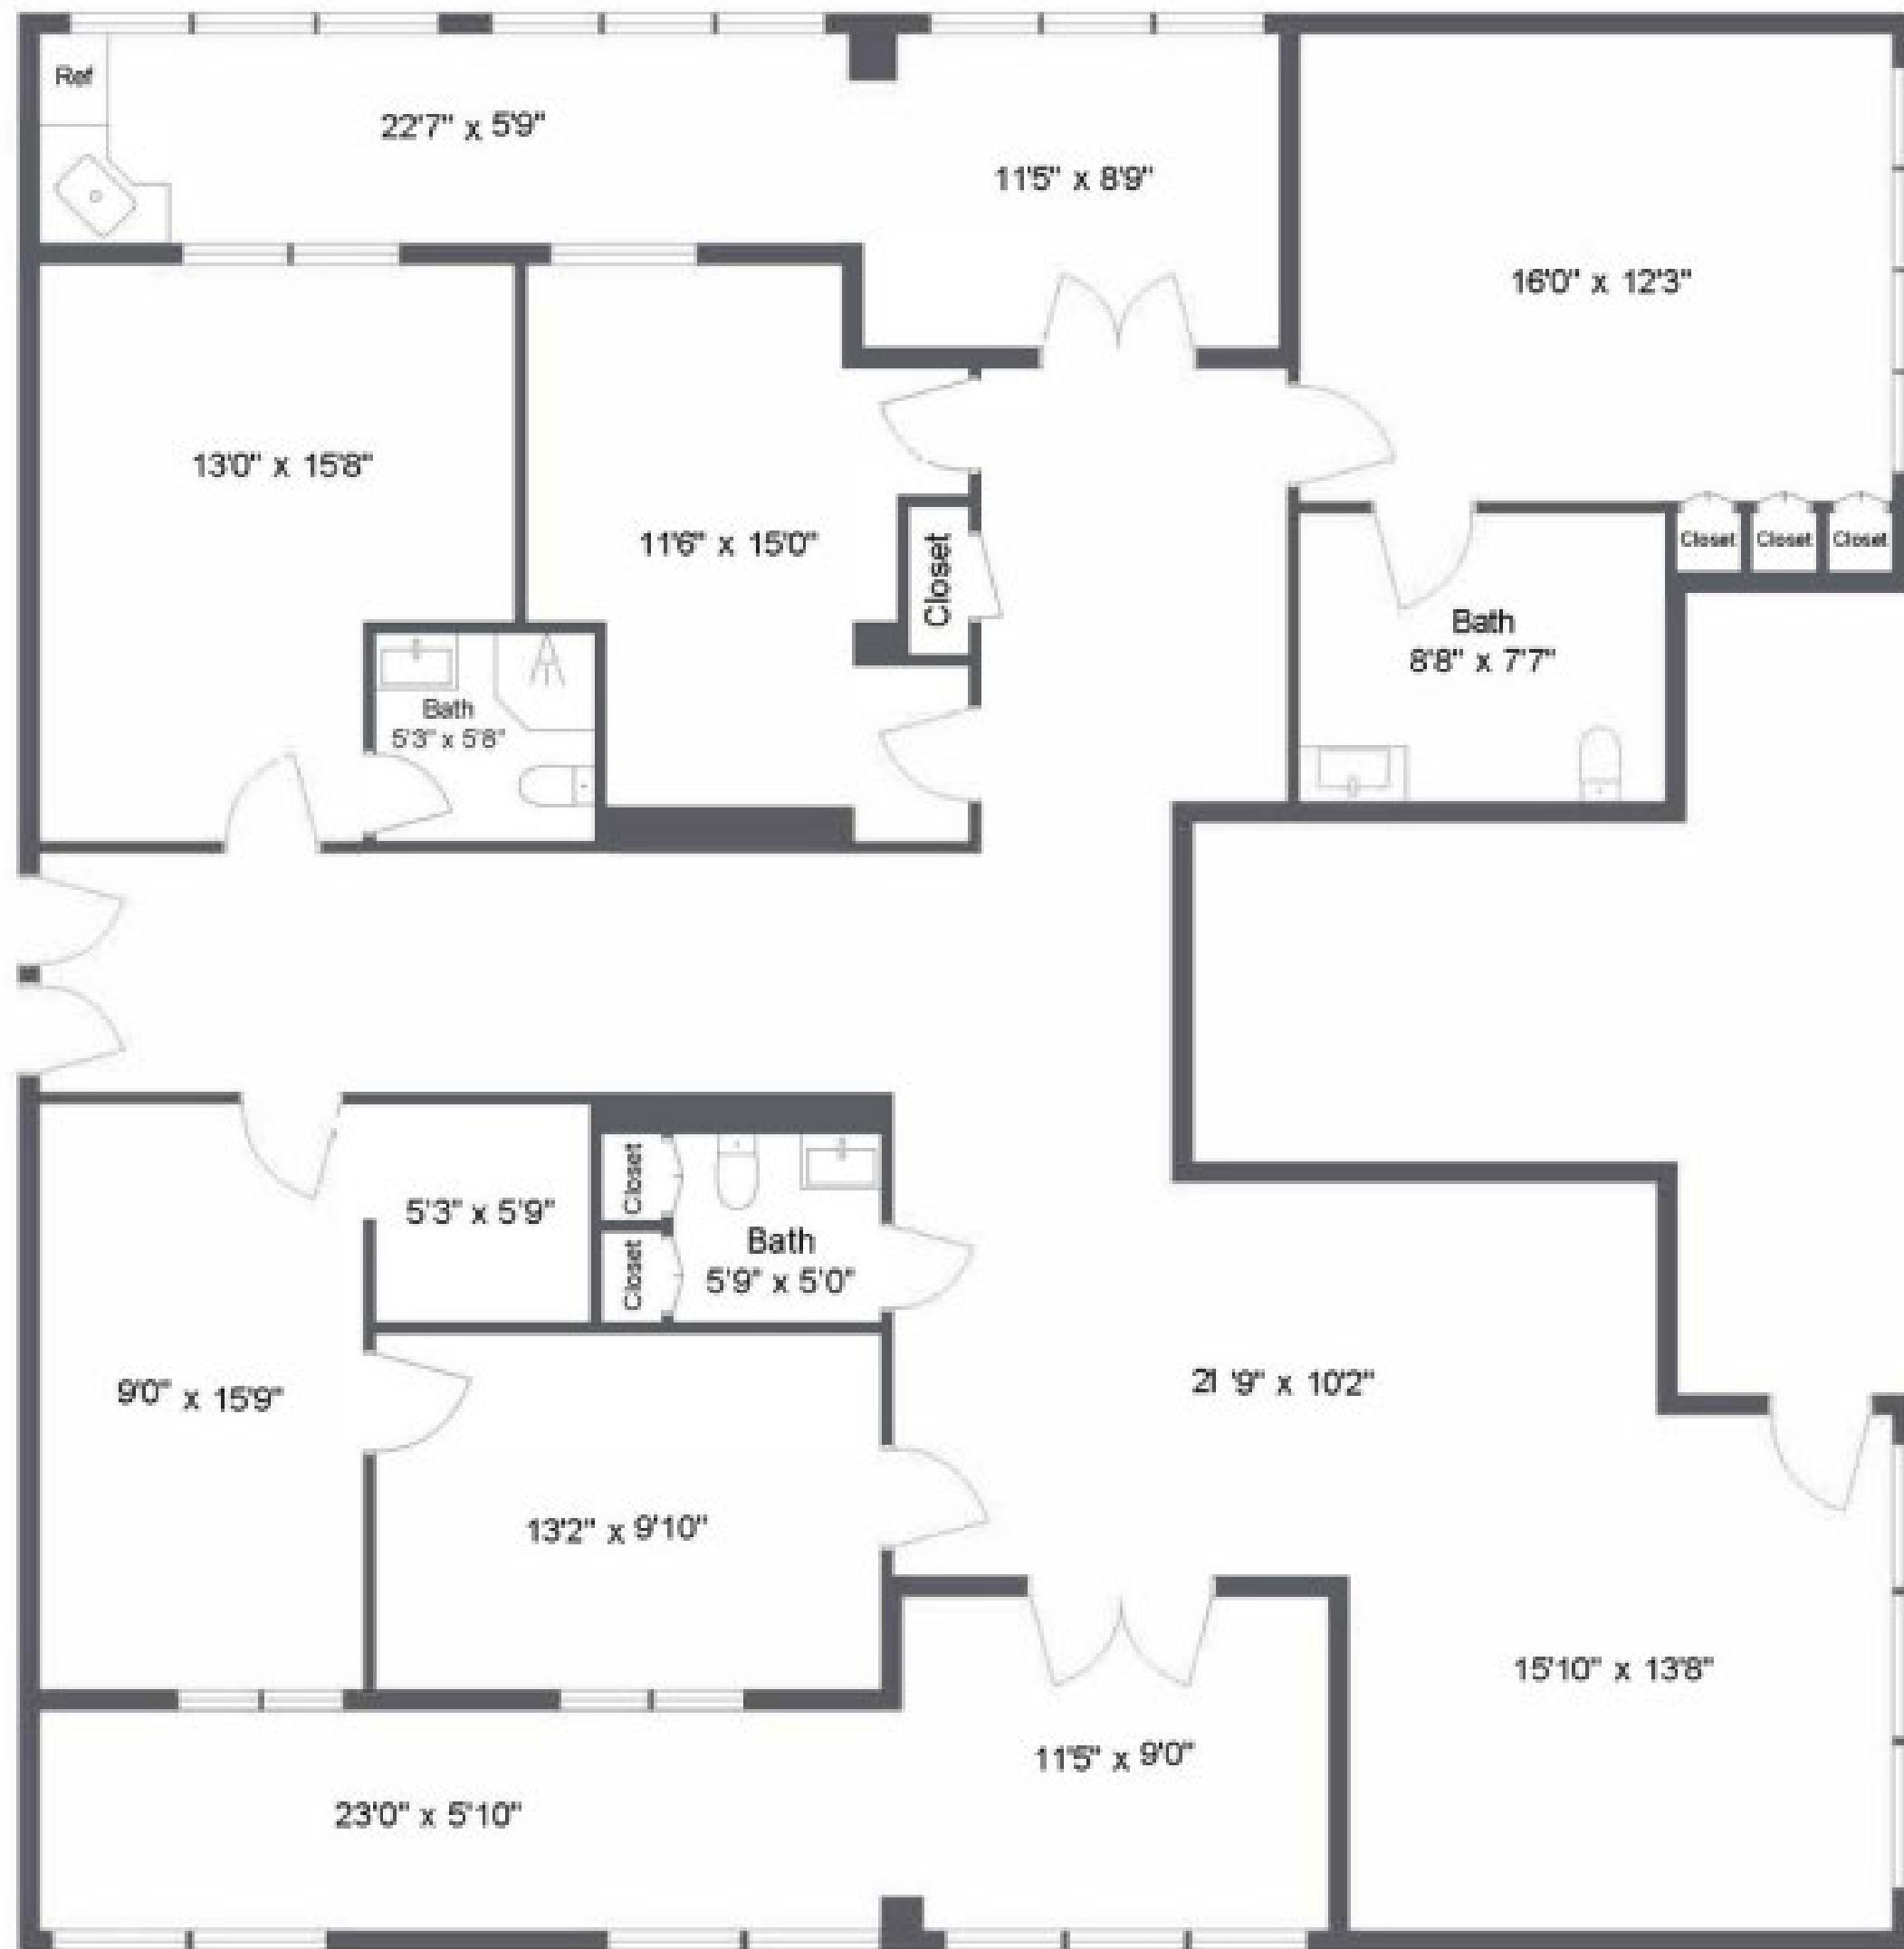 Ref
22'7" x 5'9"
11'5" x 8'9"
16'0" x 12'3"
13'0" x 15'8"
11'6" x 15'0"
Closet
Closet
Closet
Closet
Bath
8'8" x 7'7"
Bath
5'3" x 5'8"
5'3" x 5'9"
Closet
Closet
Bath
5'9" x 5'0"
9'0" x 15'9"
21 '9" x 10'2"
13'2" x 9'10"
15'10" x 13'8"
11'5" x 9'0"
23'0" x 5'10"